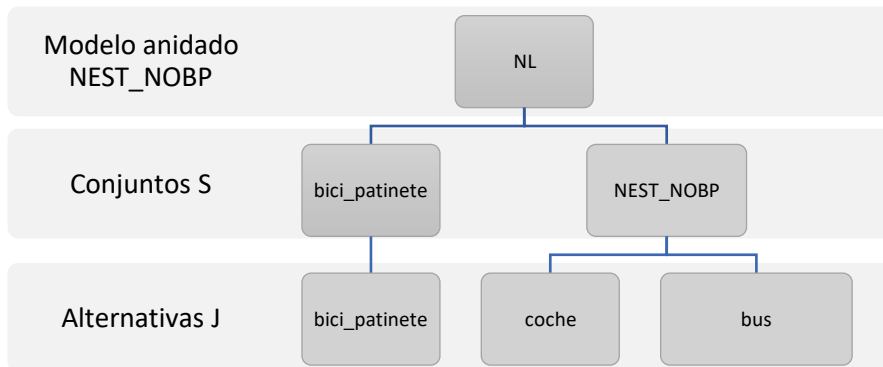 Modelo anidado
NEST_NOBP
NL
Conjuntos S
bici_patinete
NEST_NOBP
Alternativas J
bici_patinete
coche
bus